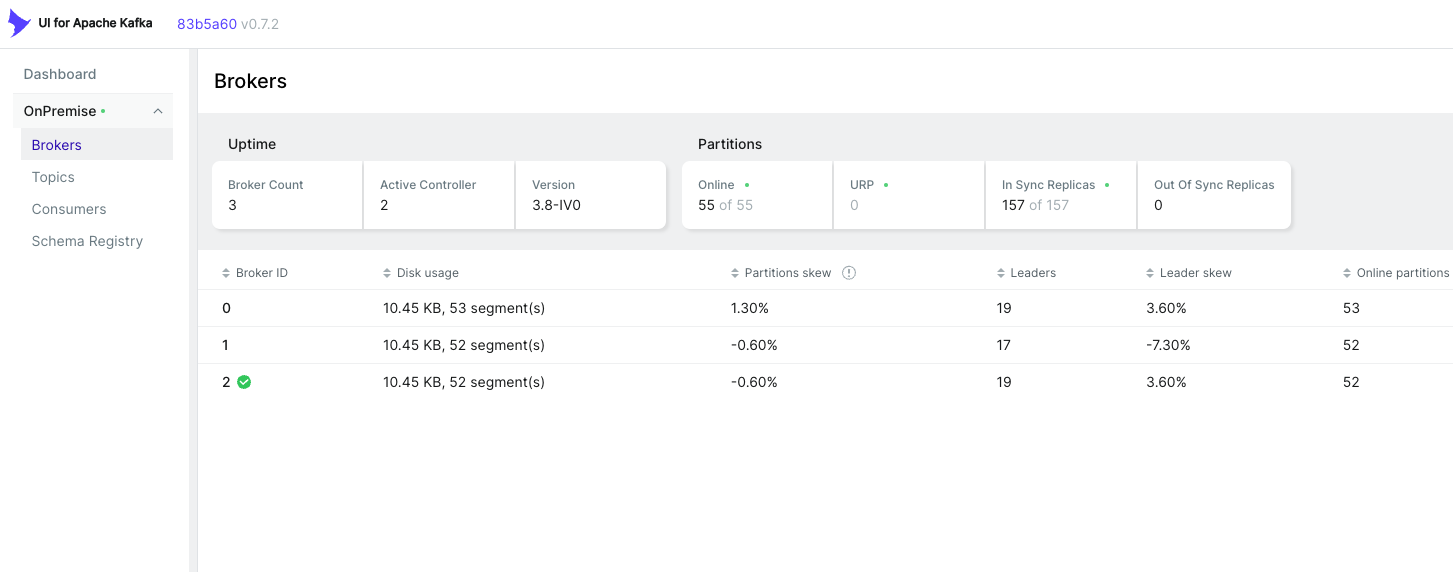 UI for Apache Kafka 83b5a60 v0.7.2
Dashboard
OnPremise
Brokers
Topics
Consumers
Schema Registry
Brokers
Uptime
Broker Count
3
Active Controller
2
Version
3.8-IV0
Partitions
Online
55 of 55
URP
0
In Sync Replicas
157 of 157
Out Of Sync Replicas
0
Broker ID Disk usage Partitions skew Leaders Leader skew Online partitions
0 10.45 KB, 53 segment(s) 1.30% 19 3.60% 53
1 10.45 KB, 52 segment(s) -0.60% 17 -7.30% 52
2 10.45 KB, 52 segment(s) -0.60% 19 3.60% 52